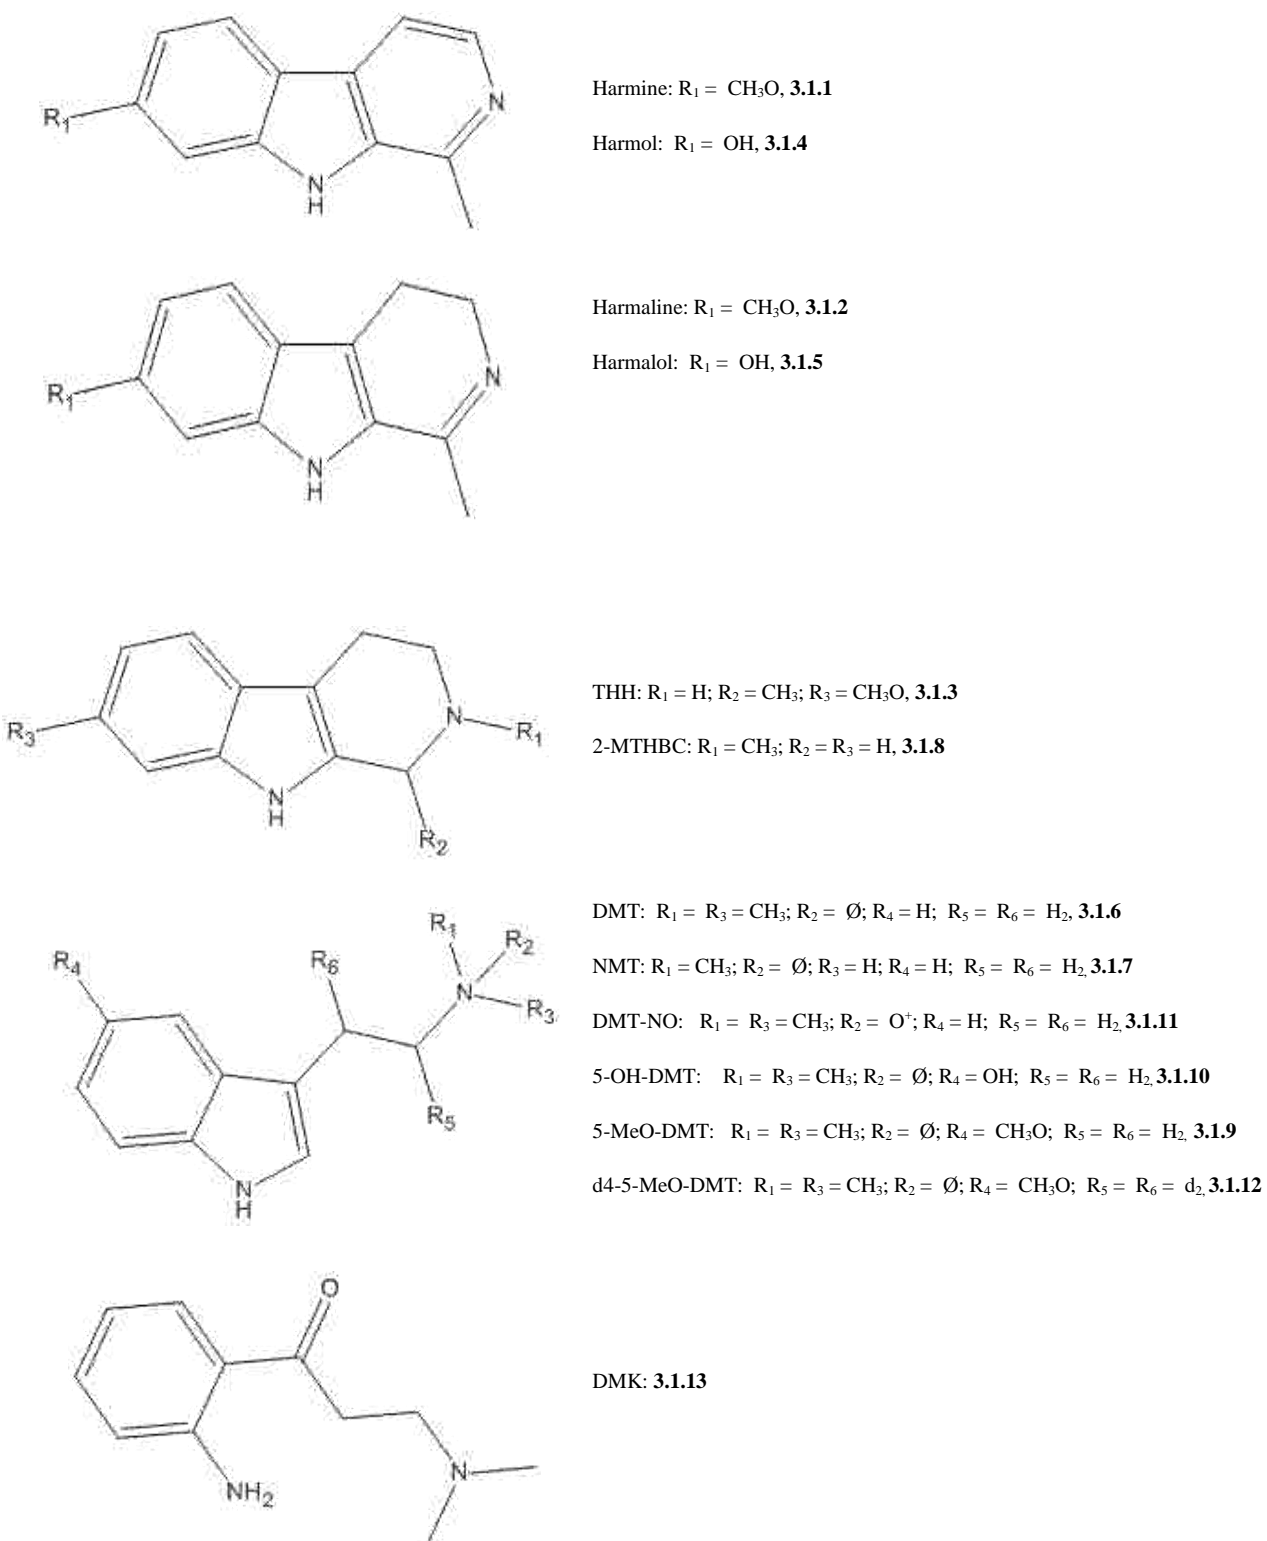 R₁
N
N
H
Harmine: R₁ = CH₃O, 3.1.1
Harmol: R₁ = OH, 3.1.4
R₁
N
N
H
Harmaline: R₁ = CH₃O, 3.1.2
Harmalol: R₁ = OH, 3.1.5
R₃
N
R₁
N
H
R₂
THH: R₁ = H; R₂ = CH₃; R₃ = CH₃O, 3.1.3
2-MTHBC: R₁ = CH₃; R₂ = R₃ = H, 3.1.8
R₄
R₆
R₁
R₂
N
R₃
R₅
N
H
DMT: R₁ = R₃ = CH₃; R₂ = Ø; R₄ = H; R₅ = R₆ = H₂, 3.1.6
NMT: R₁ = CH₃; R₂ = Ø; R₃ = H; R₄ = H; R₅ = R₆ = H₂, 3.1.7
DMT-NO: R₁ = R₃ = CH₃; R₂ = O⁺; R₄ = H; R₅ = R₆ = H₂, 3.1.11
5-OH-DMT: R₁ = R₃ = CH₃; R₂ = Ø; R₄ = OH; R₅ = R₆ = H₂, 3.1.10
5-MeO-DMT: R₁ = R₃ = CH₃; R₂ = Ø; R₄ = CH₃O; R₅ = R₆ = H₂, 3.1.9
d4-5-MeO-DMT: R₁ = R₃ = CH₃; R₂ = Ø; R₄ = CH₃O; R₅ = R₆ = d₂, 3.1.12
O
NH₂
N
DMK: 3.1.13